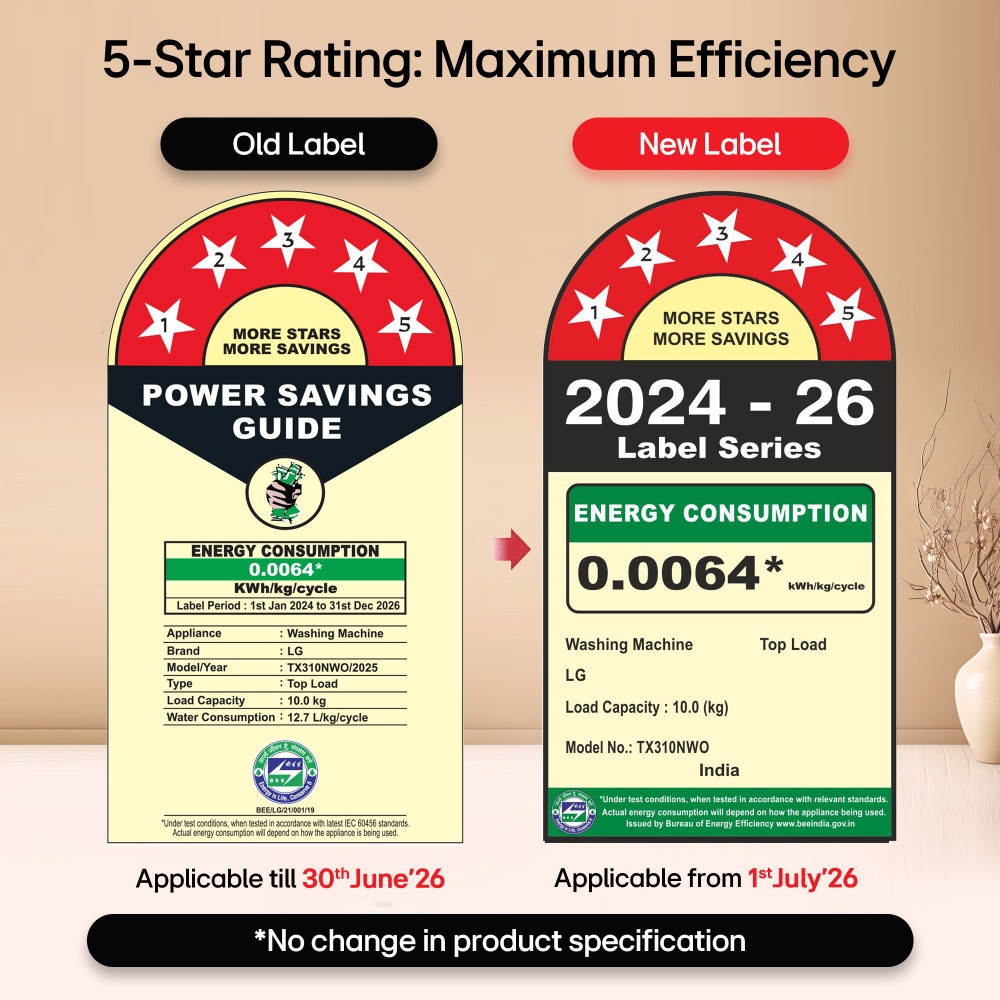 5-Star Rating: Maximum Efficiency
Old Label
1
2
3
4
5
MORE STARS
MORE SAVINGS
POWER SAVINGS
GUIDE
ENERGY CONSUMPTION
0.0064*
KWh/kg/cycle
Label Period : 1st Jan 2024 to 31st Dec 2026
Appliance : Washing Machine
Brand : LG
Model/Year : TX310NWO/2025
Type : Top Load
Load Capacity : 10.0 kg
Water Consumption : 12.7 L/kg/cycle
Energy is Life, Conserve it
BEE
BEE/LG/21/001/19
*Under test conditions, when tested in accordance with latest IEC 60456 standards.
Actual energy consumption will depend on how the appliance is being used.
Applicable till 30th June'26
New Label
1
2
3
4
5
MORE STARS
MORE SAVINGS
2024 - 26
Label Series
ENERGY CONSUMPTION
0.0064* kWh/kg/cycle
Washing Machine Top Load
LG
Load Capacity : 10.0 (kg)
Model No.: TX310NWO
India
*Under test conditions, when tested in accordance with relevant standards.
Actual energy consumption will depend on how the appliance being used.
Issued by Bureau of Energy Efficiency www.beeindia.gov.in
Applicable from 1st July'26
*No change in product specification